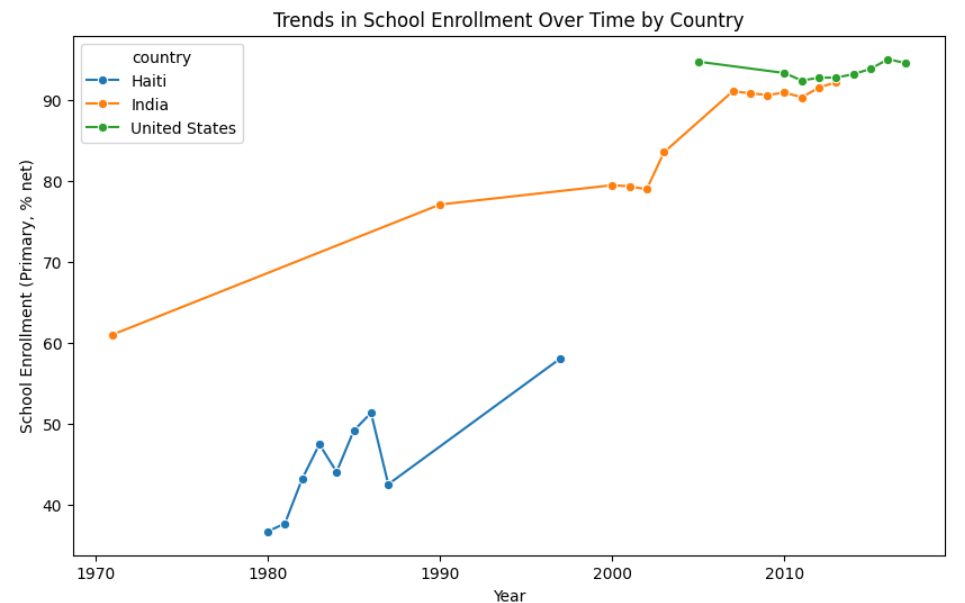 Trends in School Enrollment Over Time by Country
country
Haiti
India
United States
School Enrollment (Primary, % net)
90
80
70
60
50
40
1970 1980 1990 2000 2010
Year